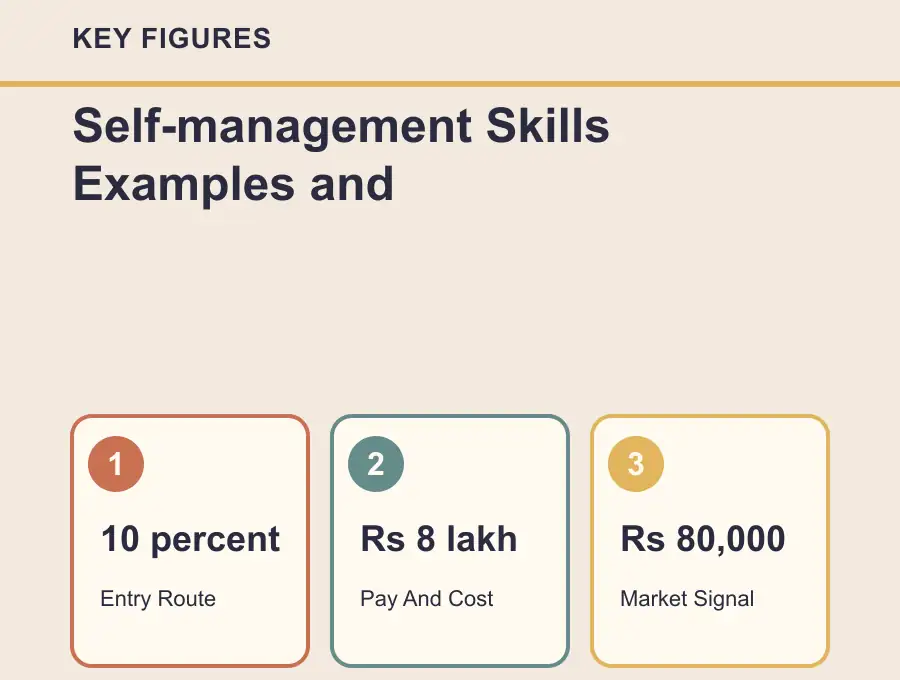 KEY FIGURES
Self-management Skills
Examples and
1
2
3
10 percent
Rs 8 lakh
Rs 80,000
Entry Route
Pay And Cost
Market Signal